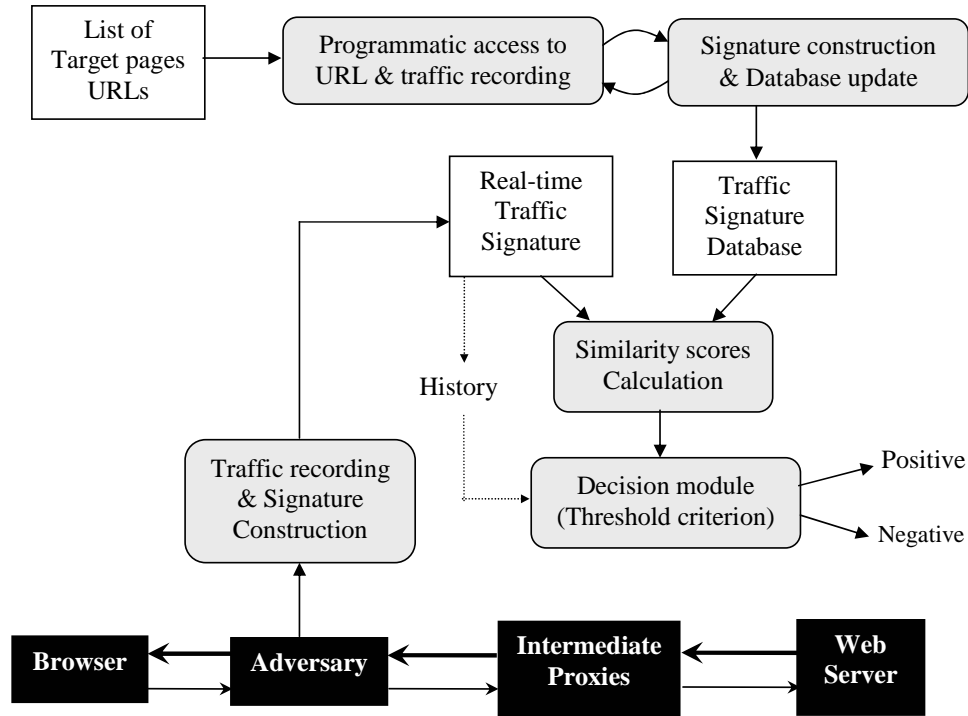 List of
Target pages
URLs
Programmatic access to
URL & traffic recording
Signature construction
& Database update
Real-time
Traffic
Signature
Traffic
Signature
Database
Similarity scores
Calculation
History
Traffic recording
& Signature
Construction
Decision module
(Threshold criterion)
Positive
Negative
Browser
Adversary
Intermediate
Proxies
Web
Server